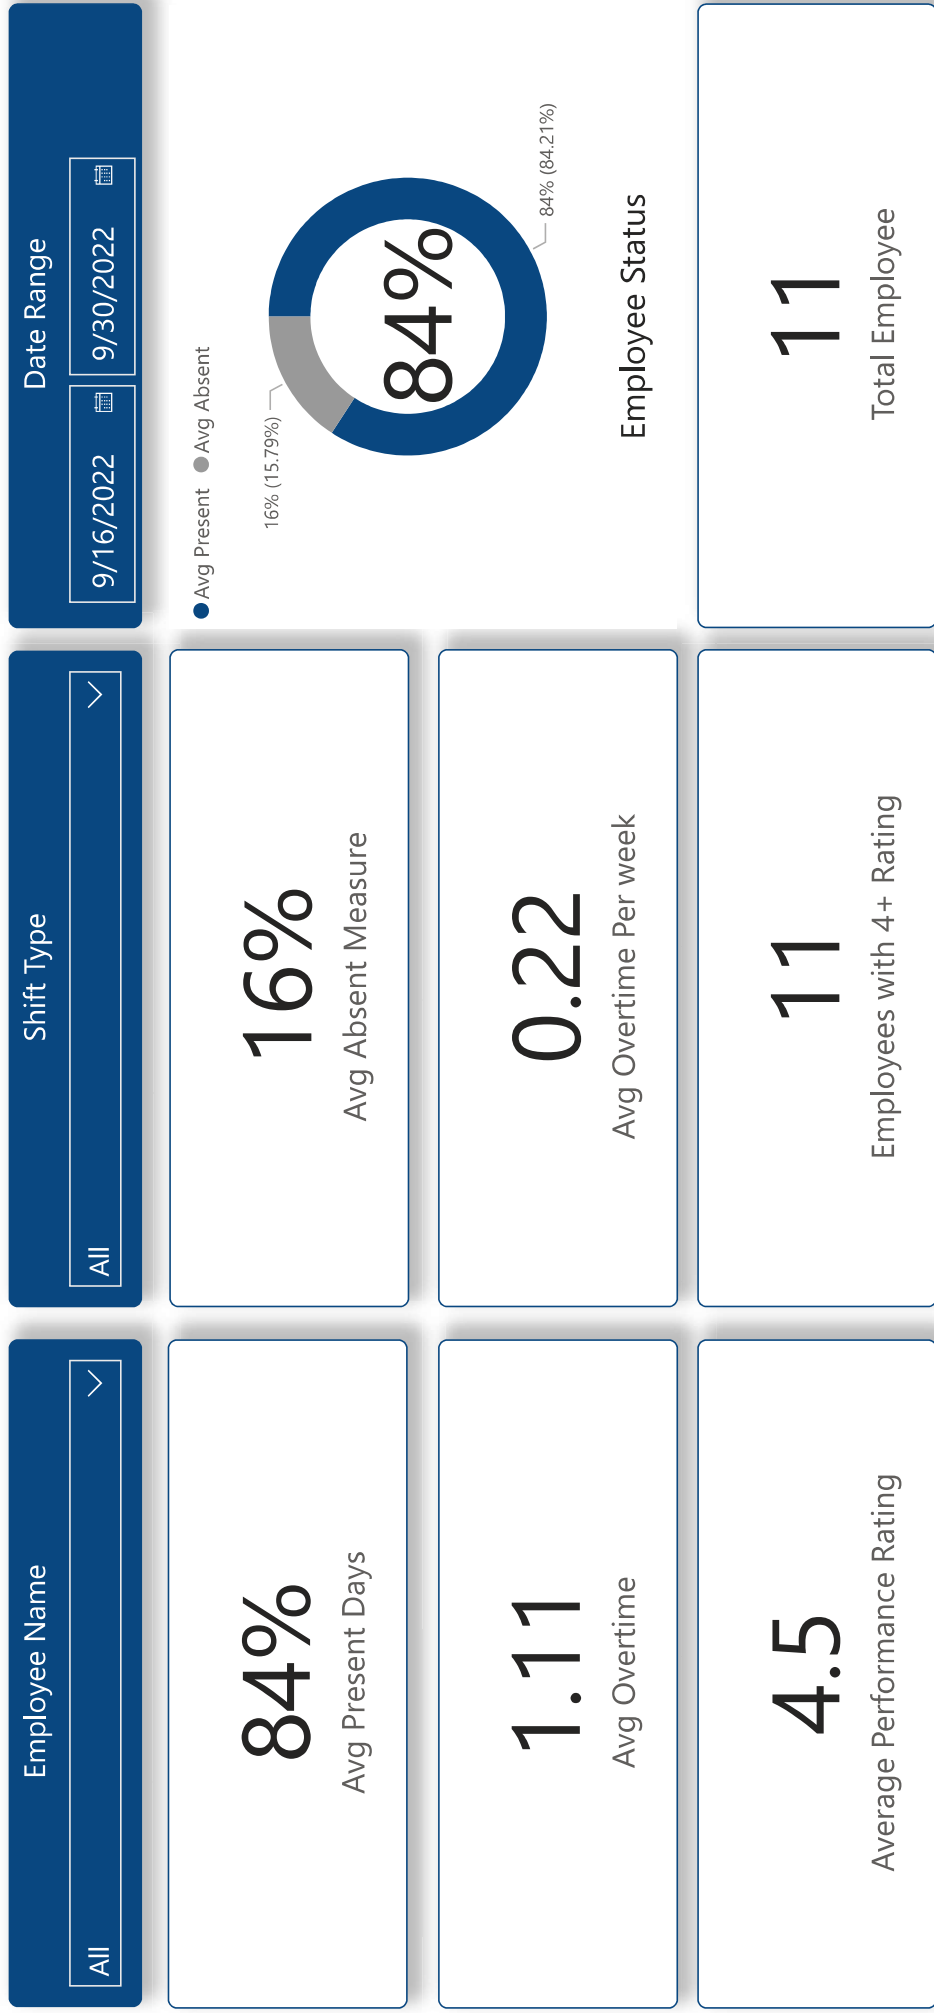 Employee Name
All
Shift Type
All
Date Range
9/16/2022
9/30/2022
84%
Avg Present Days
16%
Avg Absent Measure
Avg Present
Avg Absent
16% (15.79%)
84%
84% (84.21%)
Employee Status
1.11
Avg Overtime
0.22
Avg Overtime Per week
4.5
Average Performance Rating
11
Employees with 4+ Rating
11
Total Employee